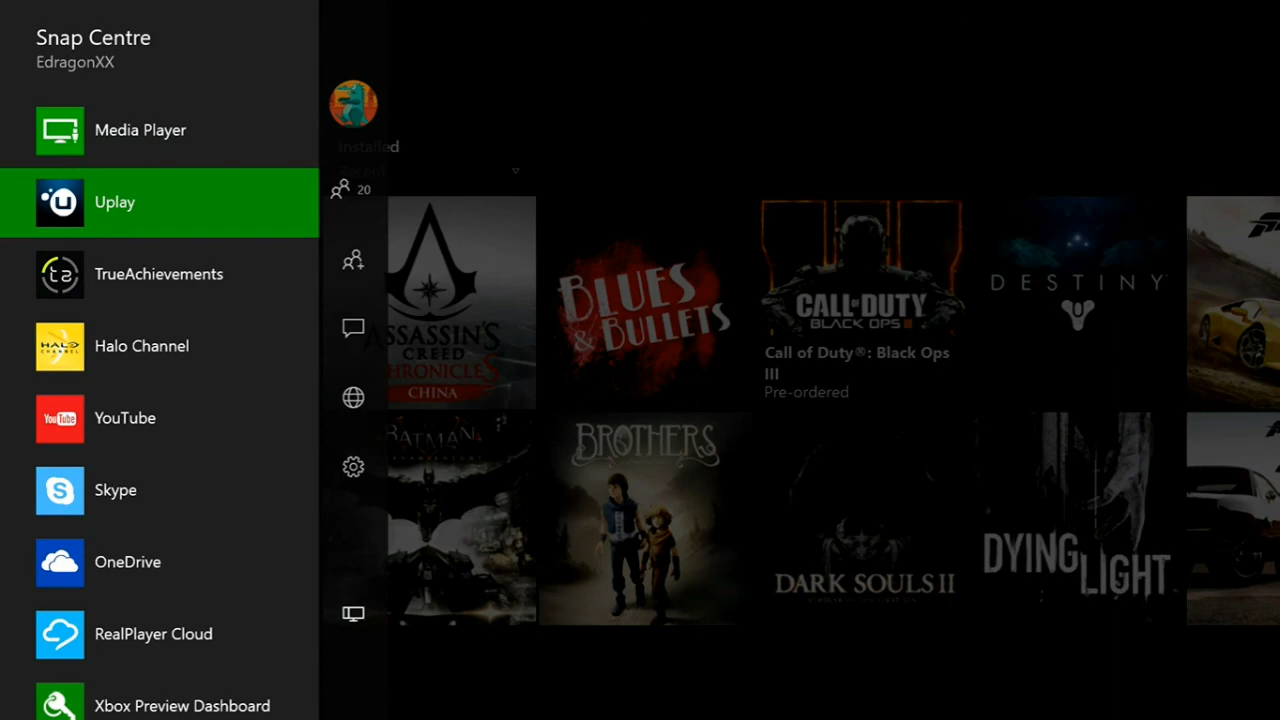 Snap Centre
EdragonXX
Media Player
Uplay
TrueAchievements
Halo Channel
YouTube
Skype
OneDrive
RealPlayer Cloud
Xbox Preview Dashboard
Installed
Recent
20
ASSASSIN'S
CREED
CHRONICLES
CHINA
BLUES
& BULLETS
CALL OF DUTY
BLACK OPS III
Call of Duty®: Black Ops
III
Pre-ordered
DESTINY
BATMAN
BROTHERS
DARK SOULS II
DYING
LIGHT